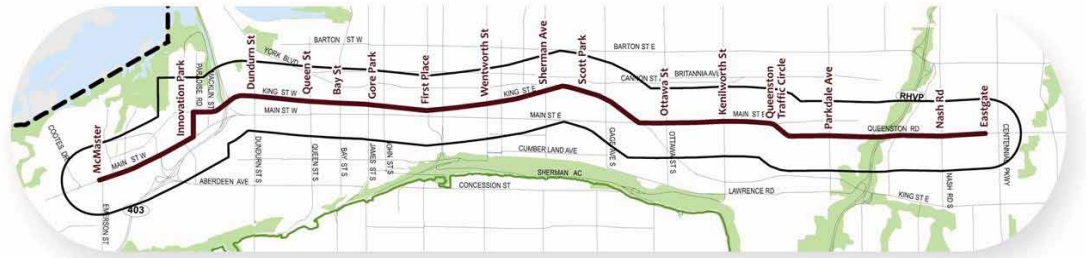 McMaster
Innovation Park
Dundurn St
Queen St
Bay St
Gore Park
First Place
Wentworth St
Sherman Ave
Scott Park
Ottawa St
Kenilworth St
Queenston
Traffic Circle
Parkdale Ave
Nash Rd
Eastgate
BARTON ST W
YORK BLVD
BARTON ST E
CANNON ST
BRITANNIA AVE
RHVP
PARADISE RD
MACKLIN ST
KING ST W
KING ST E
MAIN ST W
MAIN ST E
MAIN ST E
QUEENSTON RD
COOTES DR
MAIN ST W
ABERDEEN AVE
403
EMERSON ST
DUNDURN ST S
QUEEN ST S
BAY ST S
JAMES ST S
JOHN ST S
CUMBER LAND AVE
SHERMAN AC
CONCESSION ST
GAGE AVE S
OTTAWA ST S
LAWRENCE RD
KING ST E
NASH RD S
CENTENNIAL PKWY